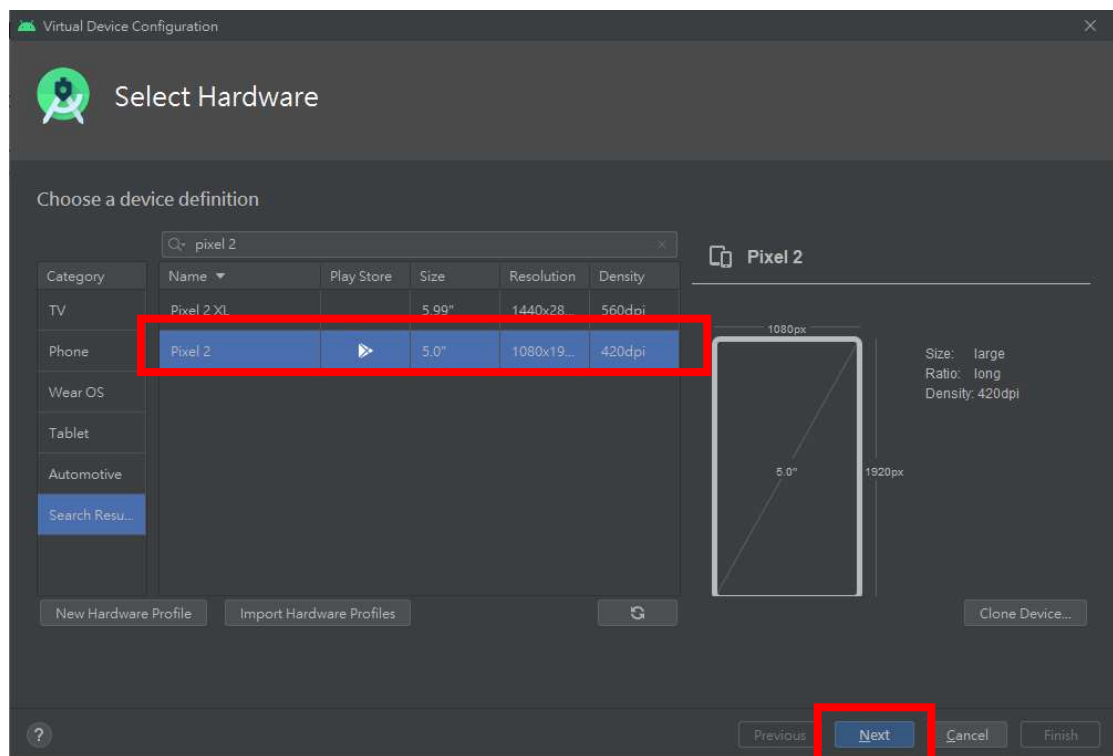 Virtual Device Configuration
Select Hardware
Choose a device definition
pixel 2
Category Name Play Store Size Resolution Density
TV Pixel 2 XL 5.99" 1440x28... 560dpi
Phone Pixel 2 5.0" 1080x19... 420dpi
Wear OS
Tablet
Automotive
Search Resu...
Pixel 2
1080px
Size: large
Ratio: long
Density: 420dpi
5.0"
1920px
New Hardware Profile Import Hardware Profiles Clone Device...
? Previous Next Cancel Finish